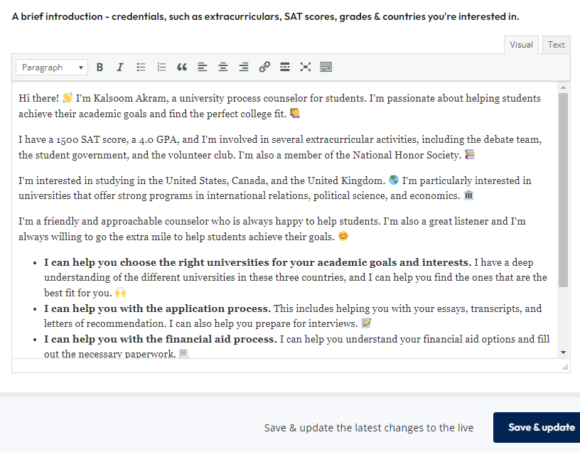 A brief introduction - credentials, such as extracurriculars, SAT scores, grades & countries you're interested in.
Visual Text
Paragraph
Hi there! 👋 I'm Kalsoom Akram, a university process counselor for students. I'm passionate about helping students
achieve their academic goals and find the perfect college fit.
I have a 1500 SAT score, a 4.0 GPA, and I'm involved in several extracurricular activities, including the debate team,
the student government, and the volunteer club. I'm also a member of the National Honor Society. 📚
I'm interested in studying in the United States, Canada, and the United Kingdom. 🌎 I'm particularly interested in
universities that offer strong programs in international relations, political science, and economics. 🏛
I'm a friendly and approachable counselor who is always happy to help students. I'm also a great listener and I'm
always willing to go the extra mile to help students achieve their goals. 😊
• I can help you choose the right universities for your academic goals and interests. I have a deep
understanding of the different universities in these three countries, and I can help you find the ones that are the
best fit for you. 🙌
• I can help you with the application process. This includes helping you with your essays, transcripts, and
letters of recommendation. I can also help you prepare for interviews. 📝
• I can help you with the financial aid process. I can help you understand your financial aid options and fill
out the necessary paperwork.
Save & update the latest changes to the live
Save & update